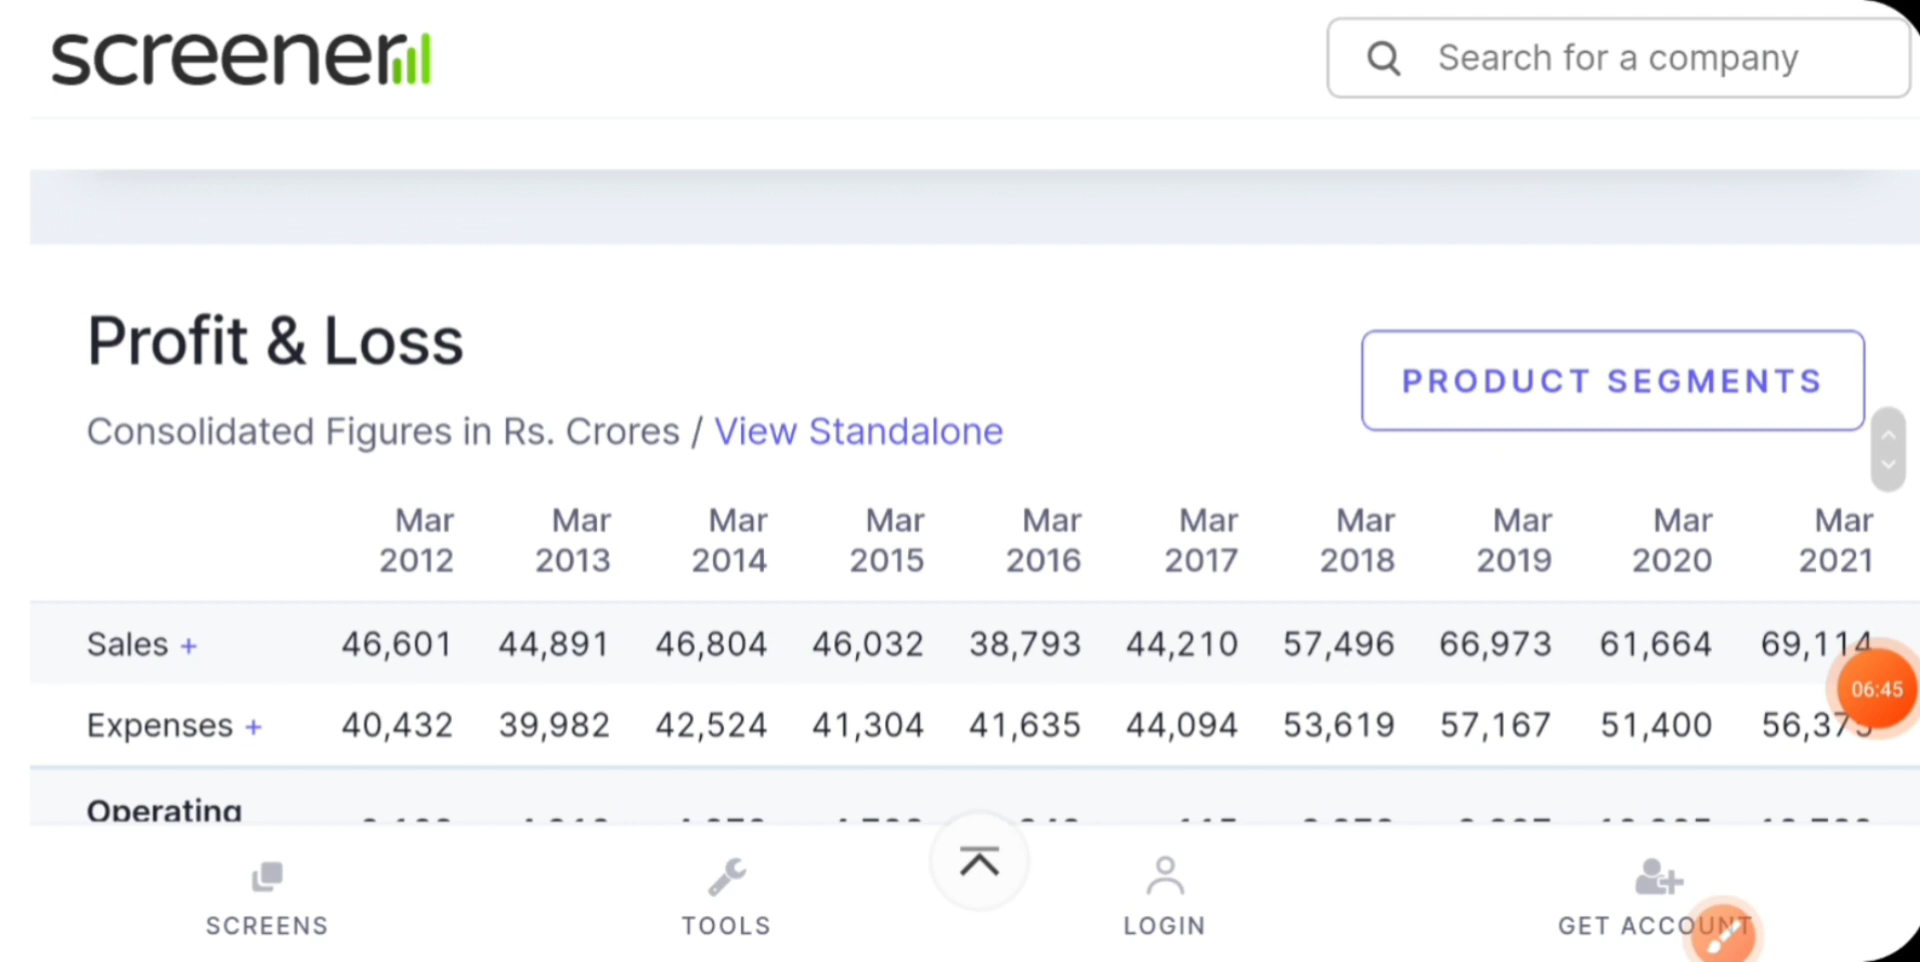 screener
Search for a company
Profit & Loss
PRODUCT SEGMENTS
Consolidated Figures in Rs. Crores / View Standalone
Mar 2012 Mar 2013 Mar 2014 Mar 2015 Mar 2016 Mar 2017 Mar 2018 Mar 2019 Mar 2020 Mar 2021
Sales + 46,601 44,891 46,804 46,032 38,793 44,210 57,496 66,973 61,664 69,114
Expenses + 40,432 39,982 42,524 41,304 41,635 44,094 53,619 57,167 51,400
06:45
Operating
SCREENS TOOLS LOGIN GET ACCOUNT